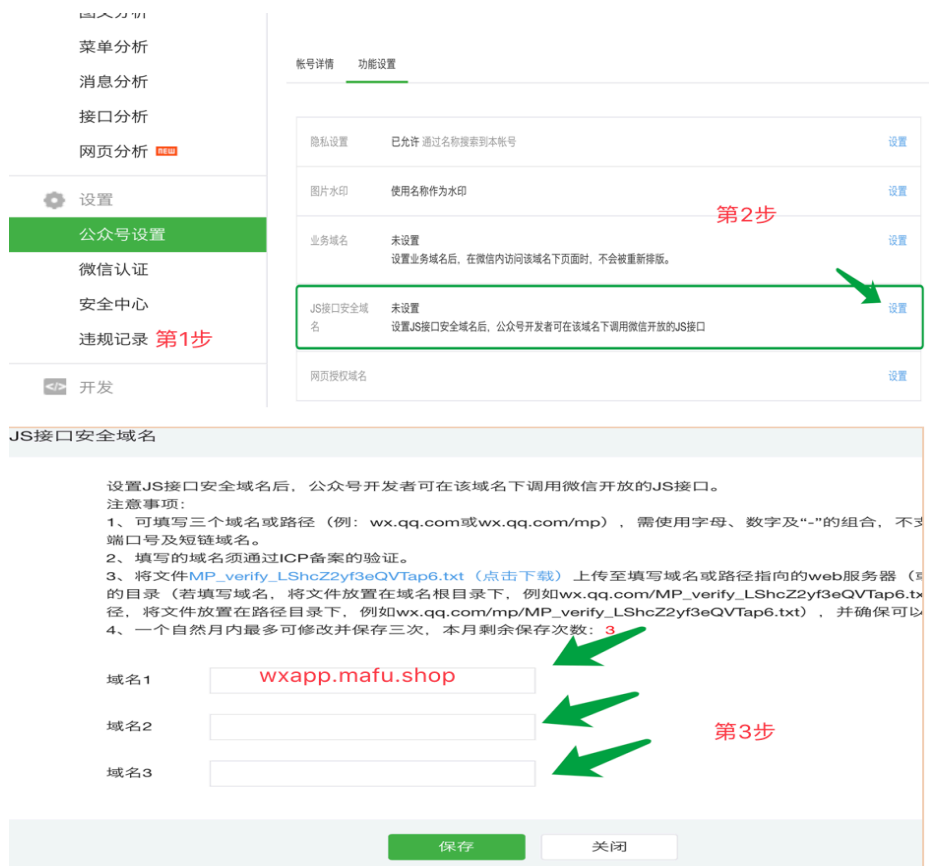 菜单分析
消息分析
接口分析
网页分析 NEW
设置
公众号设置
微信认证
安全中心
违规记录 第1步
开发
帐号详情 功能设置
隐私设置 已允许 通过名称搜索到本帐号 设置
图片水印 使用名称作为水印 设置
第2步
业务域名 未设置 设置
设置业务域名后，在微信内访问该域名下页面时，不会被重新排版。
JS接口安全域名 未设置 设置
设置JS接口安全域名后，公众号开发者可在该域名下调用微信开放的JS接口
网页授权域名 设置
JS接口安全域名
设置JS接口安全域名后，公众号开发者可在该域名下调用微信开放的JS接口。
注意事项:
1、可填写三个域名或路径（例：wx.qq.com或wx.qq.com/mp），需使用字母、数字及“-”的组合，不
端口号及短链域名。
2、填写的域名须通过ICP备案的验证。
3、将文件MP_verify_LShcZ2yf3eQVTap6.txt（点击下载）上传至填写域名或路径指向的web服务器（
的目录（若填写域名，将文件放置在域名根目录下，例如wx.qq.com/MP_verify_LShcZ2yf3eQVTap6.tx
径，将文件放置在路径目录下，例如wx.qq.com/mp/MP_verify_LShcZ2yf3eQVTap6.txt），并确保可以
4、一个自然月内最多可修改并保存三次，本月剩余保存次数：3
域名1 wxapp.mafu.shop
域名2
第3步
域名3
保存 关闭